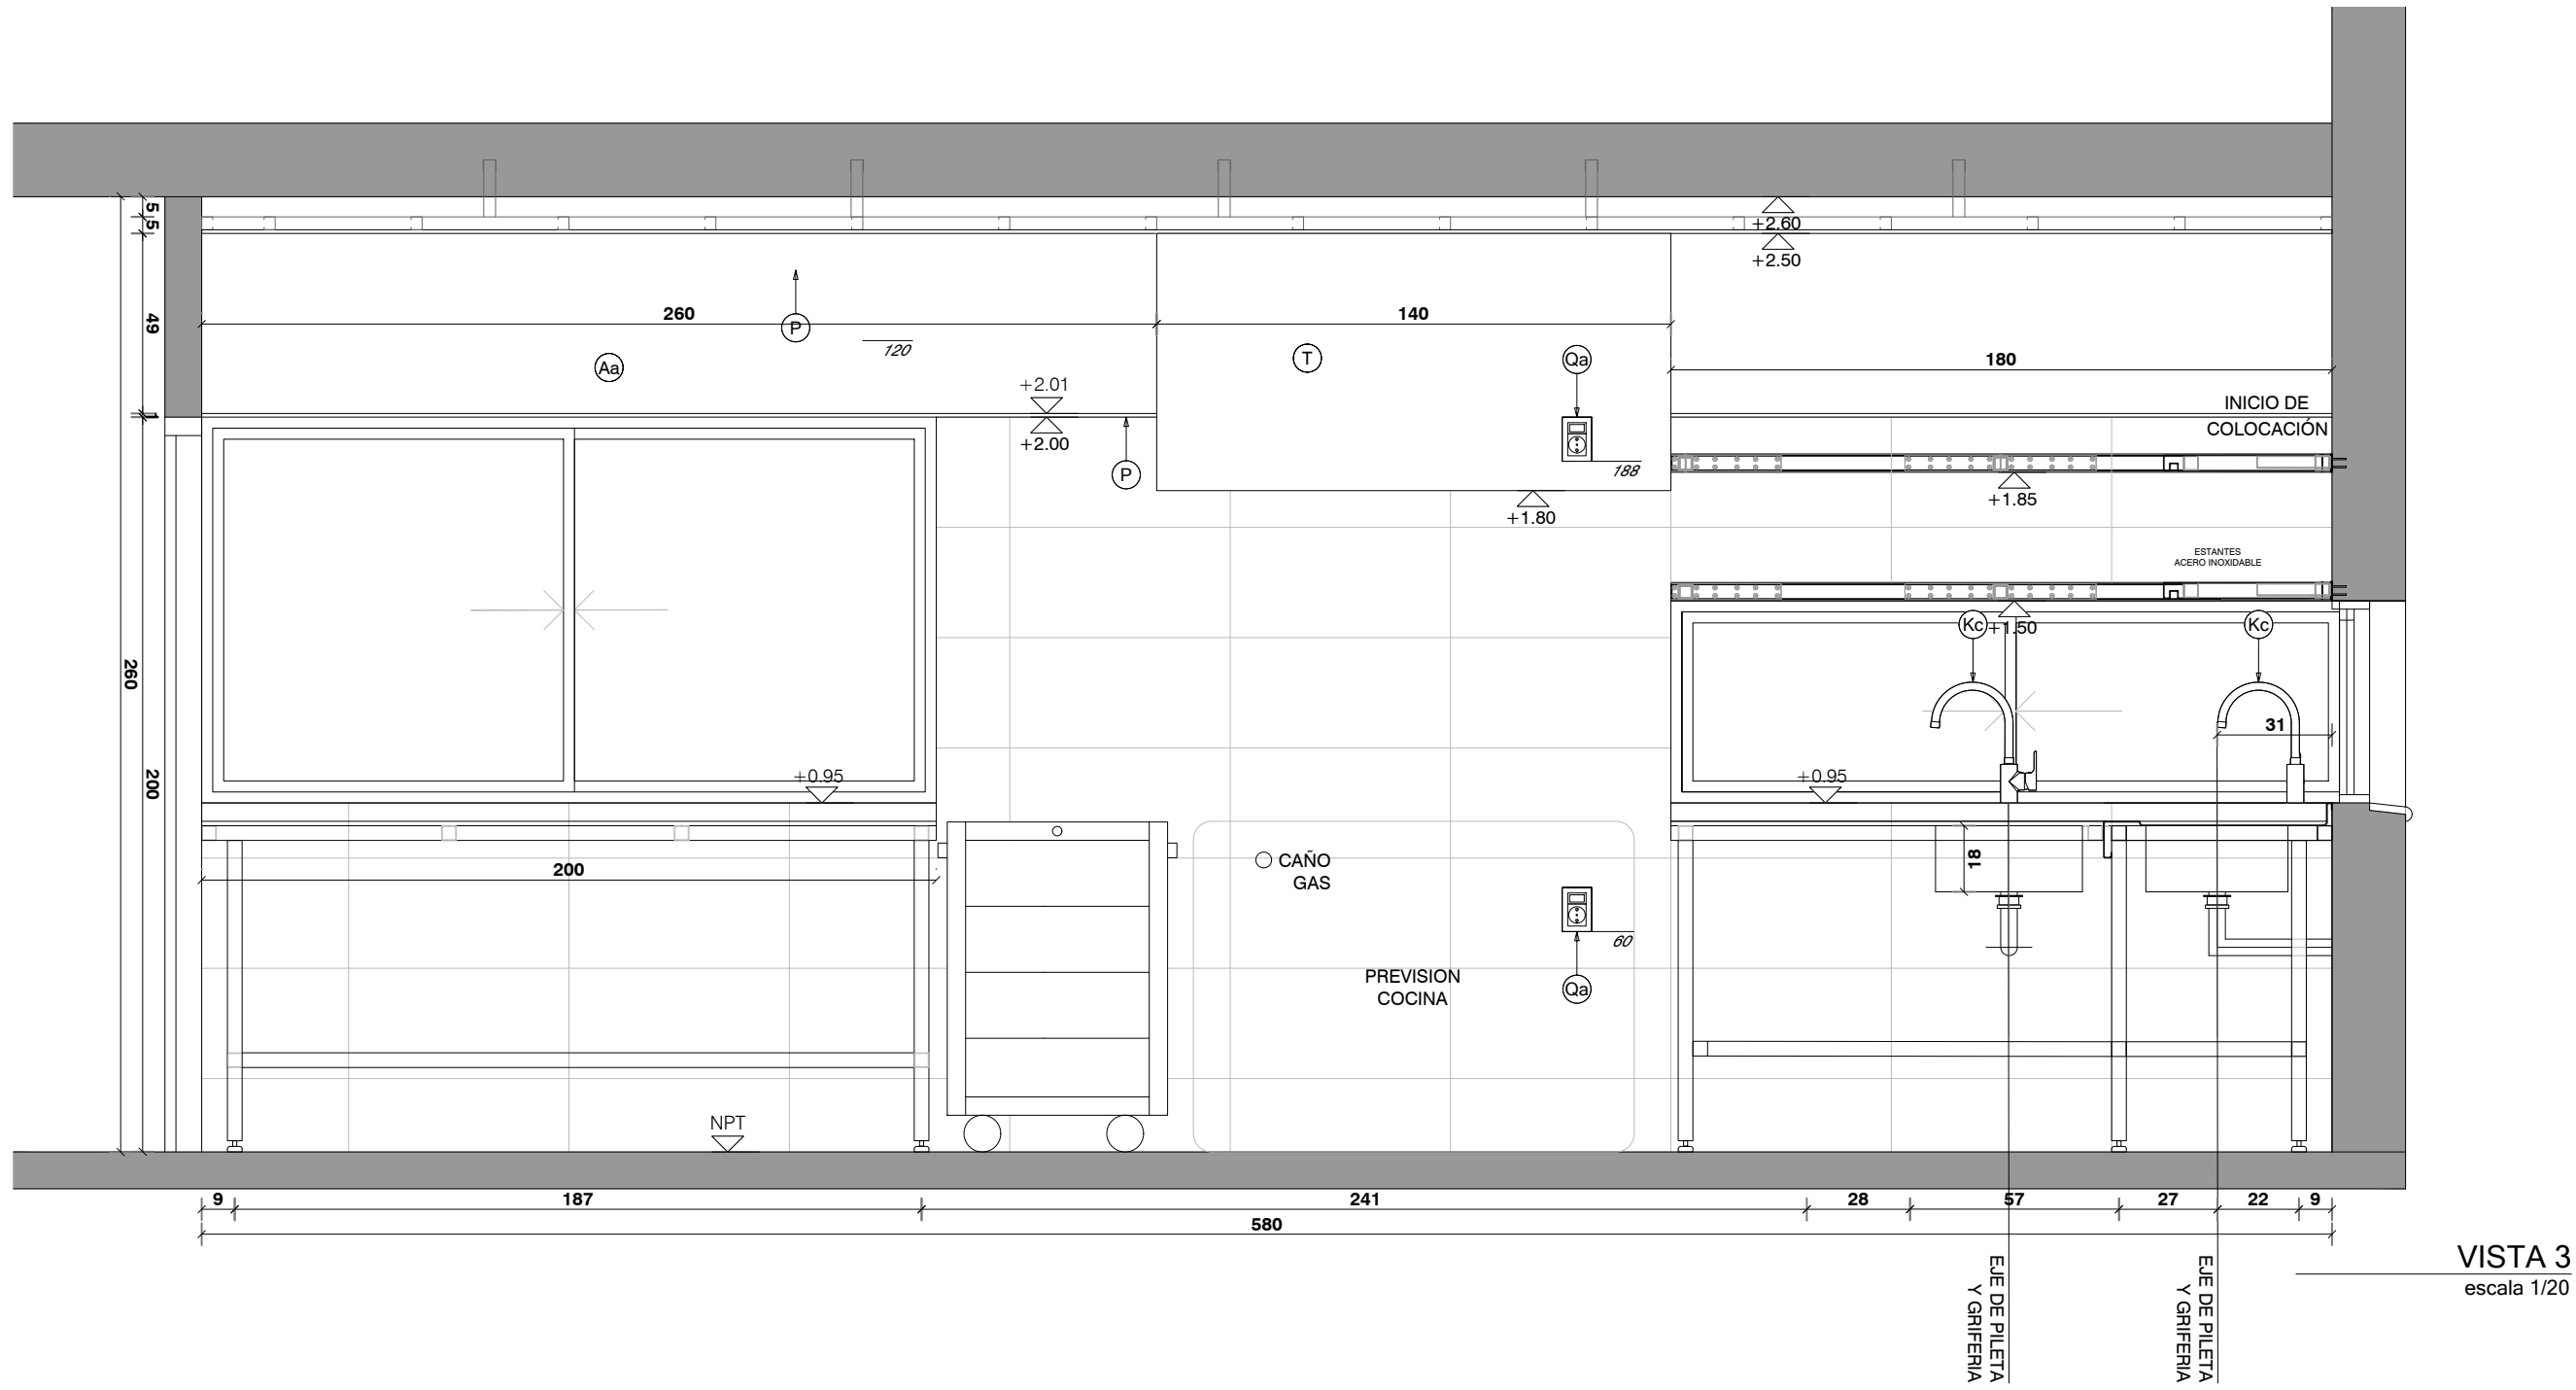 5
5
+2.60
+2.50
49
260
140
P
120
Aa
T
Qa
180
+2.01
+2.00
1
P
188
+1.80
INICIO DE
COLOCACIÓN
+1.85
ESTANTES
ACERO INOXIDABLE
Kc
+1.50
Kc
260
200
31
+0.95
+0.95
200
CAÑO
GAS
18
60
PREVISION
COCINA
Qa
NPT
9
187
241
28
57
27
22
9
580
EJE DE PILETA
Y GRIFERIA
EJE DE PILETA
Y GRIFERIA
VISTA 3
escala 1/20